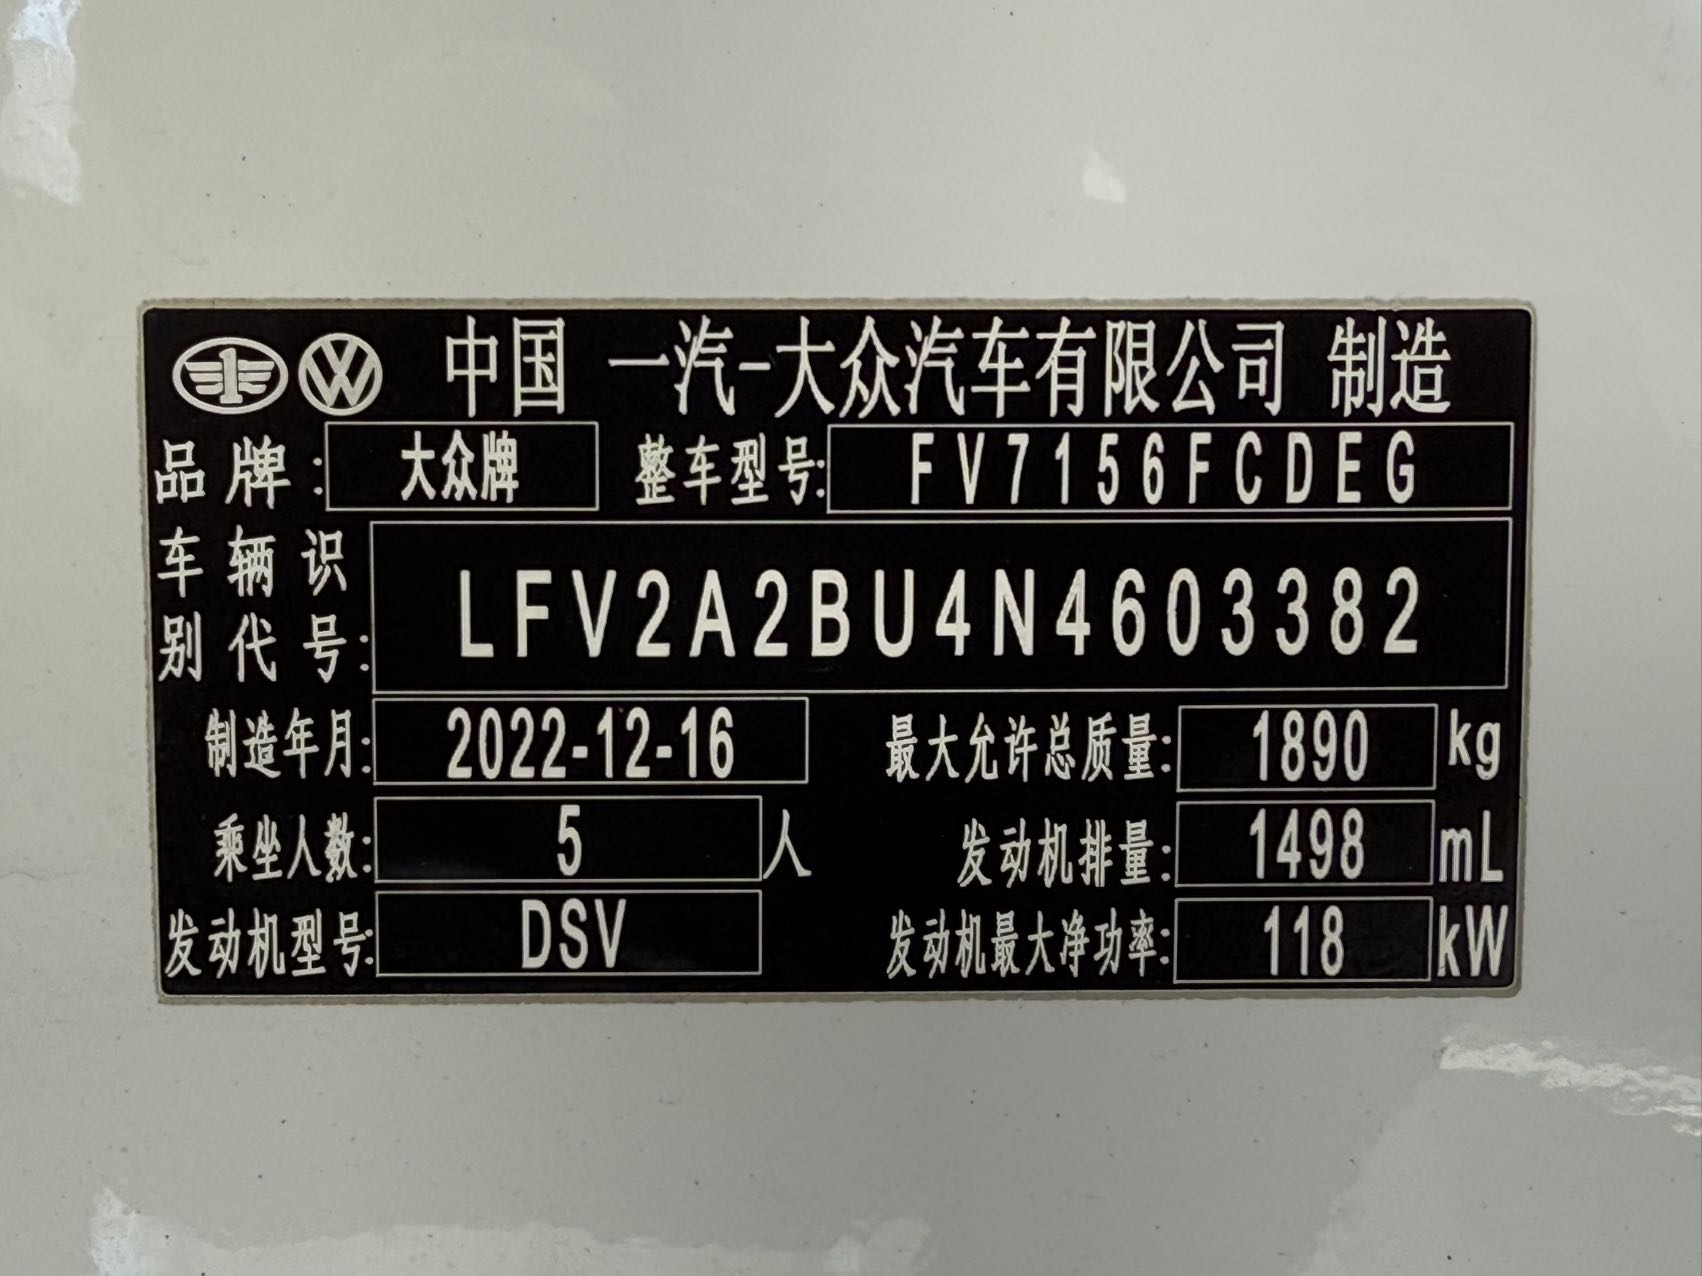 中国 一汽-大众汽车有限公司 制造
品牌: 大众牌 整车型号: FV7156FCDEG
车辆识
别代号: LFV2A2BU4N4603382
制造年月: 2022-12-16 最大允许总质量: 1890 kg
乘坐人数: 5 人 发动机排量: 1498 mL
发动机型号: DSV 发动机最大净功率: 118 kW